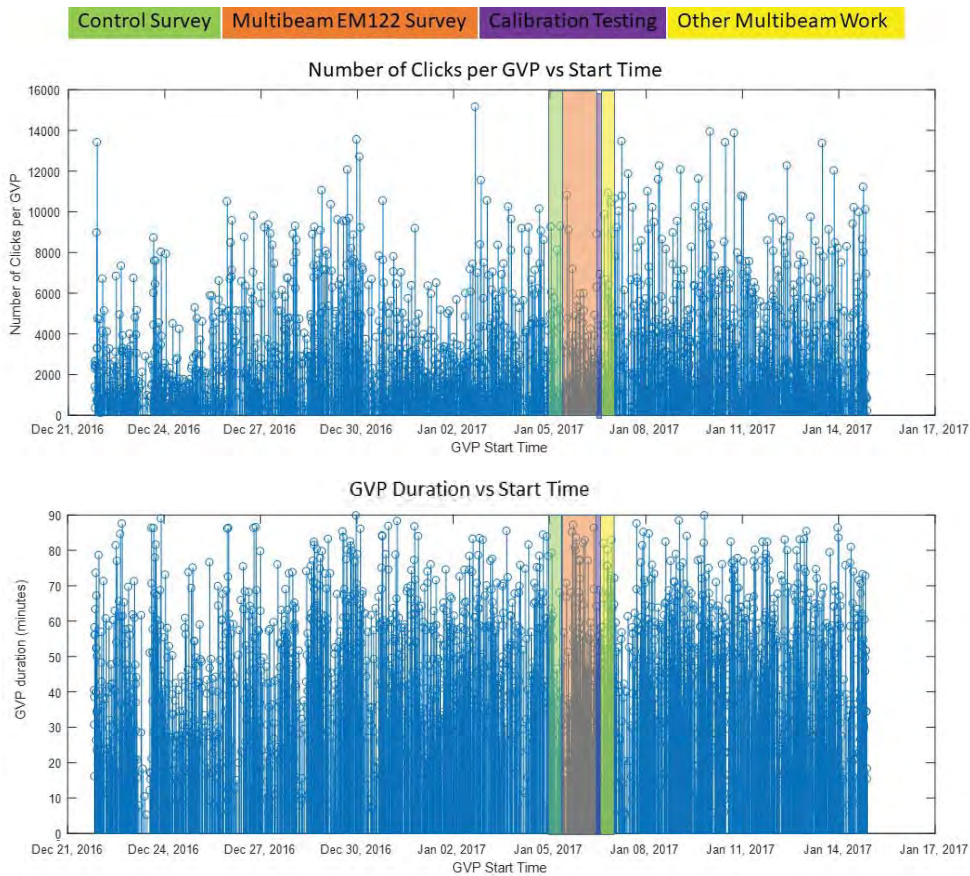 Control Survey Multibeam EM122 Survey Calibration Testing Other Multibeam Work
Number of Clicks per GVP vs Start Time
Number of Clicks per GVP
16000
14000
12000
10000
8000
6000
4000
2000
0
Dec 21, 2016 Dec 24, 2016 Dec 27, 2016 Dec 30, 2016 Jan 02, 2017 Jan 05, 2017 Jan 08, 2017 Jan 11, 2017 Jan 14, 2017 Jan 17, 2017
GVP Start Time
GVP Duration vs Start Time
GVP duration (minutes)
90
80
70
60
50
40
30
20
10
0
Dec 21, 2016 Dec 24, 2016 Dec 27, 2016 Dec 30, 2016 Jan 02, 2017 Jan 05, 2017 Jan 08, 2017 Jan 11, 2017 Jan 14, 2017 Jan 17, 2017
GVP Start Time